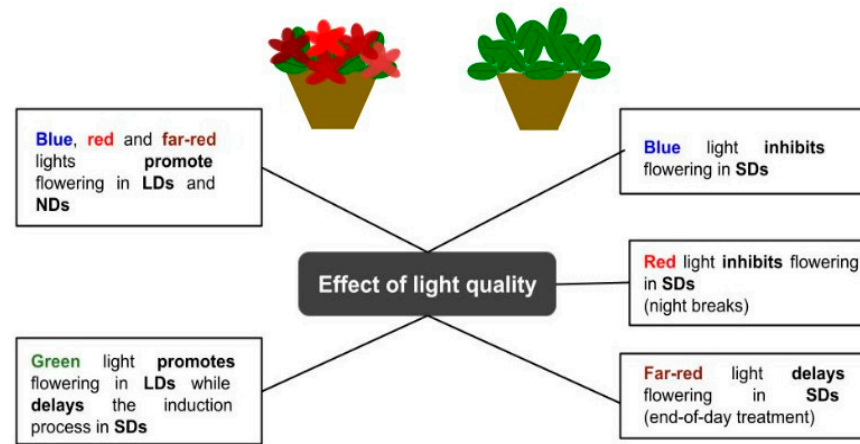 Blue, red and far-red
lights promote
flowering in LDs and
NDs
Blue light inhibits
flowering in SDs
Effect of light quality
Red light inhibits flowering
in SDs
(night breaks)
Green light promotes
flowering in LDs while
delays the induction
process in SDs
Far-red light delays
flowering in SDs
(end-of-day treatment)